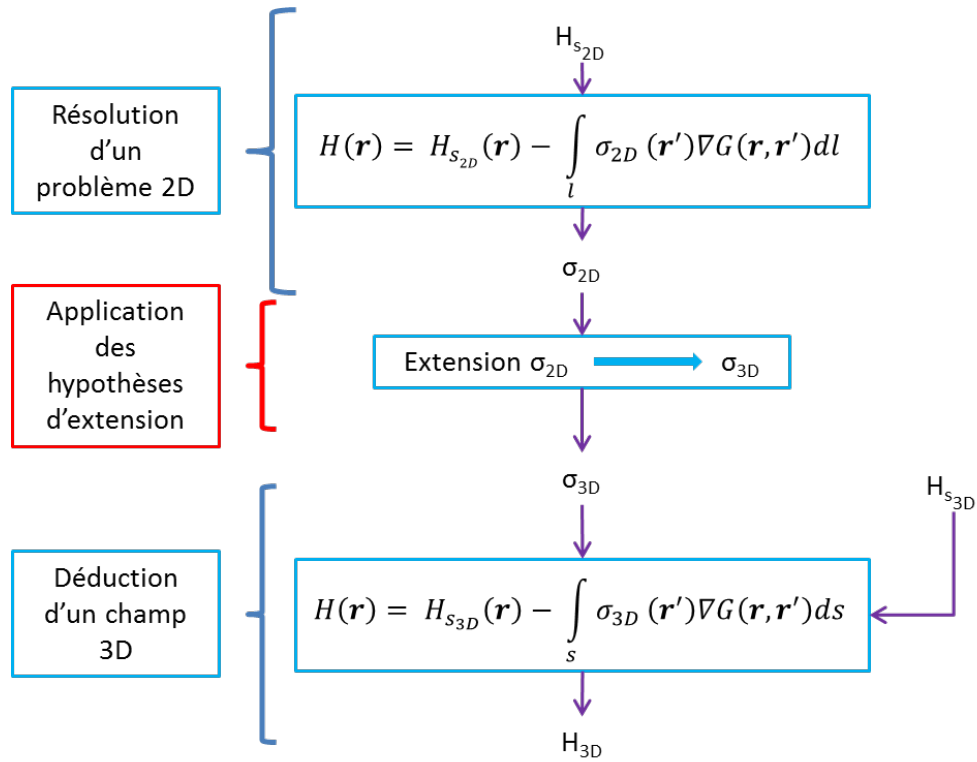 H_{s_{2D}}
Résolution
d'un
problème 2D
H(r) = H_{s_{2D}}(r) − ∫_l σ_{2D} (r′)∇G(r, r′)dl
σ_{2D}
Application
des
hypothèses
d'extension
Extension σ_{2D} σ_{3D}
σ_{3D}
H_{s_{3D}}
Déduction
d'un champ
3D
H(r) = H_{s_{3D}}(r) − ∫_s σ_{3D} (r′)∇G(r, r′)ds
H_{3D}